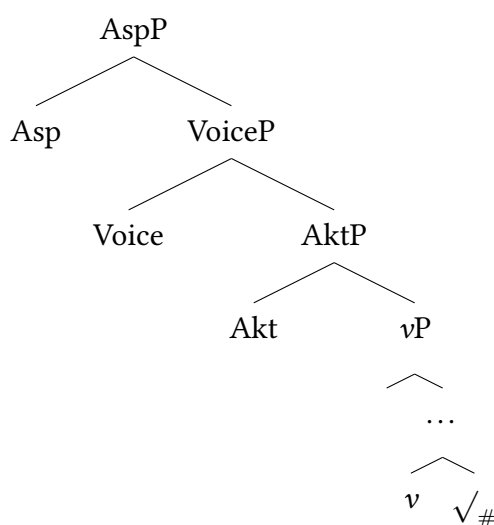 AspP
Asp VoiceP
Voice AktP
Akt vP
…
v √#